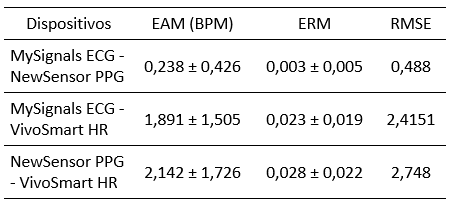 Dispositivos EAM (BPM) ERM RMSE
MySignals ECG -
NewSensor PPG 0,238 ± 0,426 0,003 ± 0,005 0,488
MySignals ECG -
VivoSmart HR 1,891 ± 1,505 0,023 ± 0,019 2,4151
NewSensor PPG
- VivoSmart HR 2,142 ± 1,726 0,028 ± 0,022 2,748